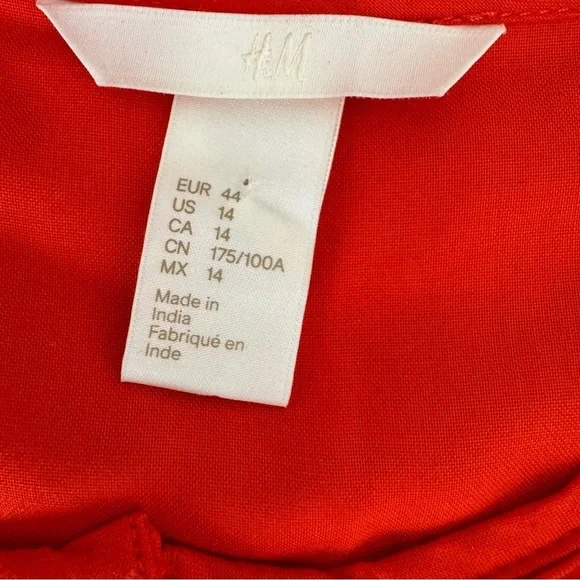 H&M
EUR 44
US 14
CA 14
CN 175/100A
MX 14
Made in
India
Fabriqué en
Inde